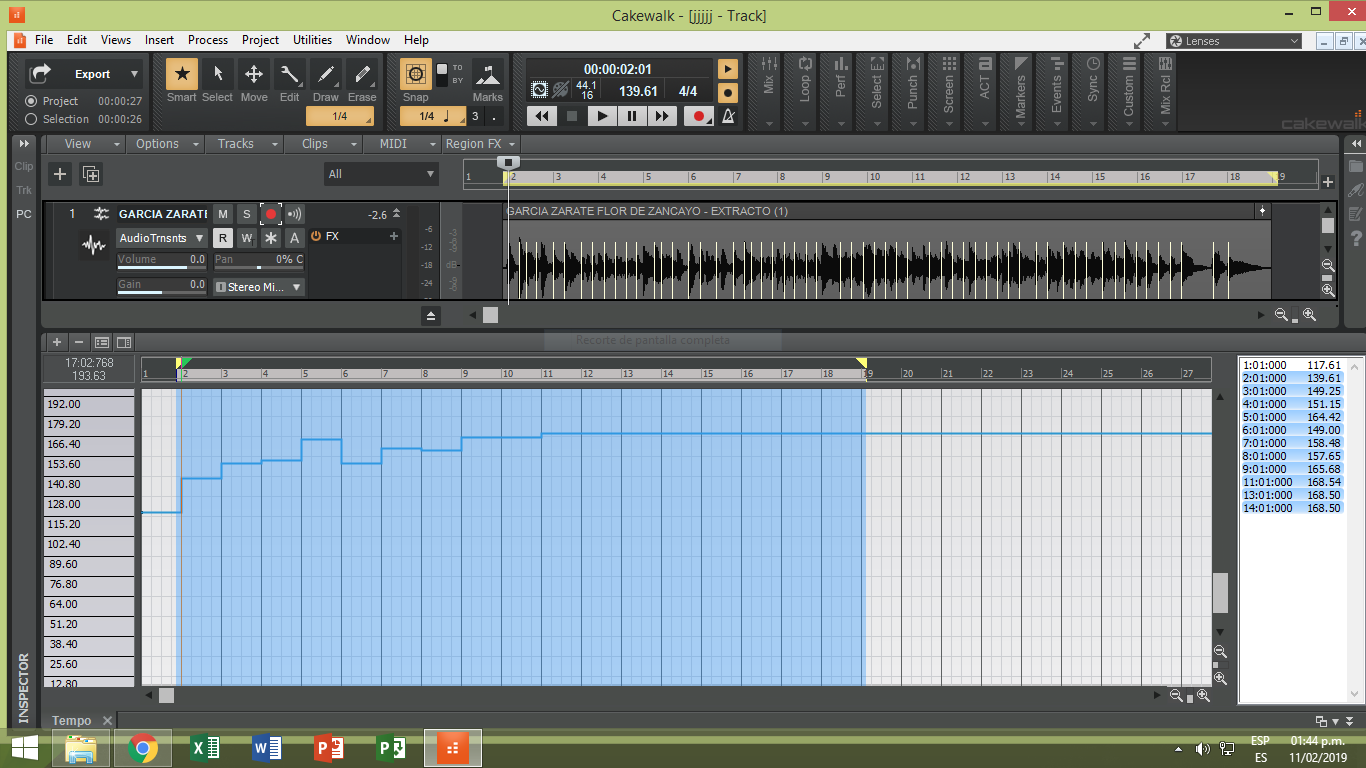 Cakewalk - [jjjjjj - Track]
File Edit Views Insert Process Project Utilities Window Help
Lenses
Export
Project 00:00:27
Selection 00:00:26
Smart Select Move Edit Draw Erase
1/4
Snap
TO
BY
Marks
1/4 3 .
00:00:02:01
44.1
16
139.61 4/4
Mix Loop Perf Select Punch Screen ACT Markers Events Sync Custom Mix Rcl
cakewalk
View Options Tracks Clips MIDI Region FX
Clip
Trk
PC
All
1 2 3 4 5 6 7 8 9 10 11 12 13 14 15 16 17 18 19
1 GARCIA ZARATE M S -2.6
AudioTrnsnts R W A FX
Volume 0.0 Pan 0% C
Gain 0.0 Stereo Mi...
-6
-12
-18
-24
dB-
GARCIA ZARATE FLOR DE ZANCAYO - EXTRACTO (1)
Recorte de pantalla completa
17:02:768
193.63
1 2 3 4 5 6 7 8 9 10 11 12 13 14 15 16 17 18 19 20 21 22 23 24 25 26 27
192.00
179.20
166.40
153.60
140.80
128.00
115.20
102.40
89.60
76.80
64.00
51.20
38.40
25.60
12.80
1:01:000 117.61
2:01:000 139.61
3:01:000 149.25
4:01:000 151.15
5:01:000 164.42
6:01:000 149.00
7:01:000 158.48
8:01:000 157.65
9:01:000 165.68
11:01:000 168.54
13:01:000 168.50
14:01:000 168.50
INSPECTOR
Tempo
ESP
ES
01:44 p.m.
11/02/2019